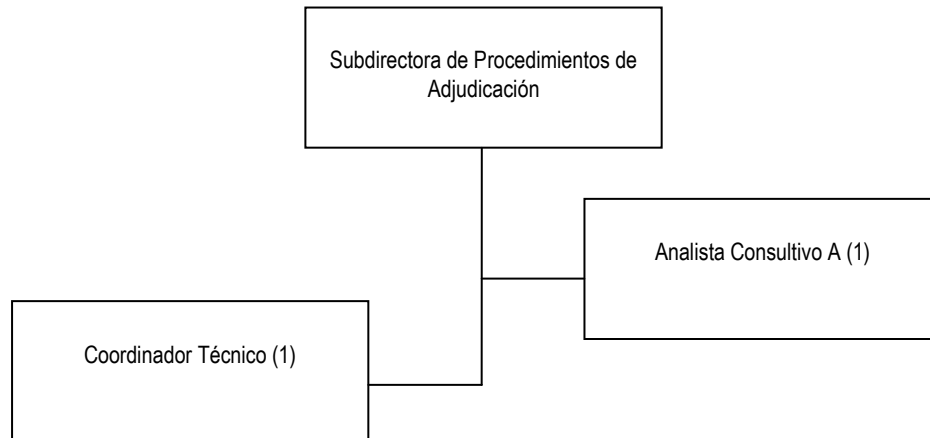 Subdirectora de Procedimientos de
Adjudicación
Analista Consultivo A (1)
Coordinador Técnico (1)